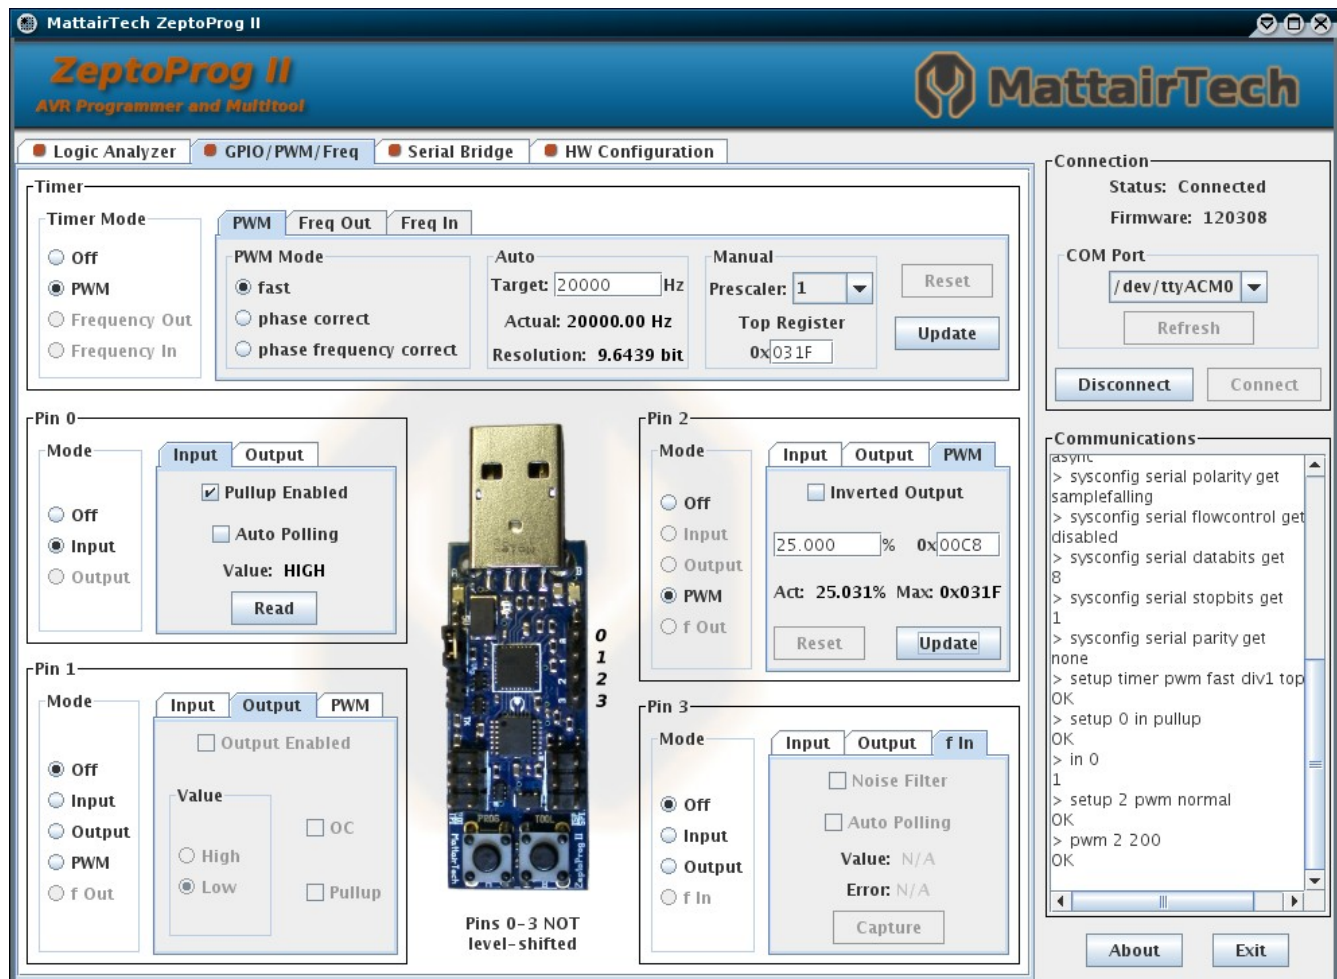 MattairTech ZeptoProg II
ZeptoProg II
AVR Programmer and Multitool
MattairTech
Logic Analyzer GPIO/PWM/Freq Serial Bridge HW Configuration
Timer
Timer Mode
Off
PWM
Frequency Out
Frequency In
PWM Freq Out Freq In
PWM Mode
fast
phase correct
phase frequency correct
Auto
Target: 20000 Hz
Actual: 20000.00 Hz
Resolution: 9.6439 bit
Manual
Prescaler: 1
Top Register
0x031F
Reset
Update
Pin 0
Mode
Off
Input
Output
Input Output
Pullup Enabled
Auto Polling
Value: HIGH
Read
Pin 1
Mode
Off
Input
Output
PWM
f Out
Input Output PWM
Output Enabled
Value
High
Low
OC
Pullup
0
1
2
3
PROG TOOL
MattairTech
ZeptoProg II
Pins 0-3 NOT
level-shifted
Pin 2
Mode
Off
Input
Output
PWM
f Out
Input Output PWM
Inverted Output
25.000 % 0x00C8
Act: 25.031% Max: 0x031F
Reset Update
Pin 3
Mode
Off
Input
Output
f In
Input Output f In
Noise Filter
Auto Polling
Value: N/A
Error: N/A
Capture
Connection
Status: Connected
Firmware: 120308
COM Port
/dev/ttyACM0
Refresh
Disconnect Connect
Communications
async
> sysconfig serial polarity get
samplefalling
> sysconfig serial flowcontrol get
disabled
> sysconfig serial databits get
8
> sysconfig serial stopbits get
1
> sysconfig serial parity get
none
> setup timer pwm fast div1 top
OK
> setup 0 in pullup
OK
> in 0
1
> setup 2 pwm normal
OK
> pwm 2 200
OK
About Exit